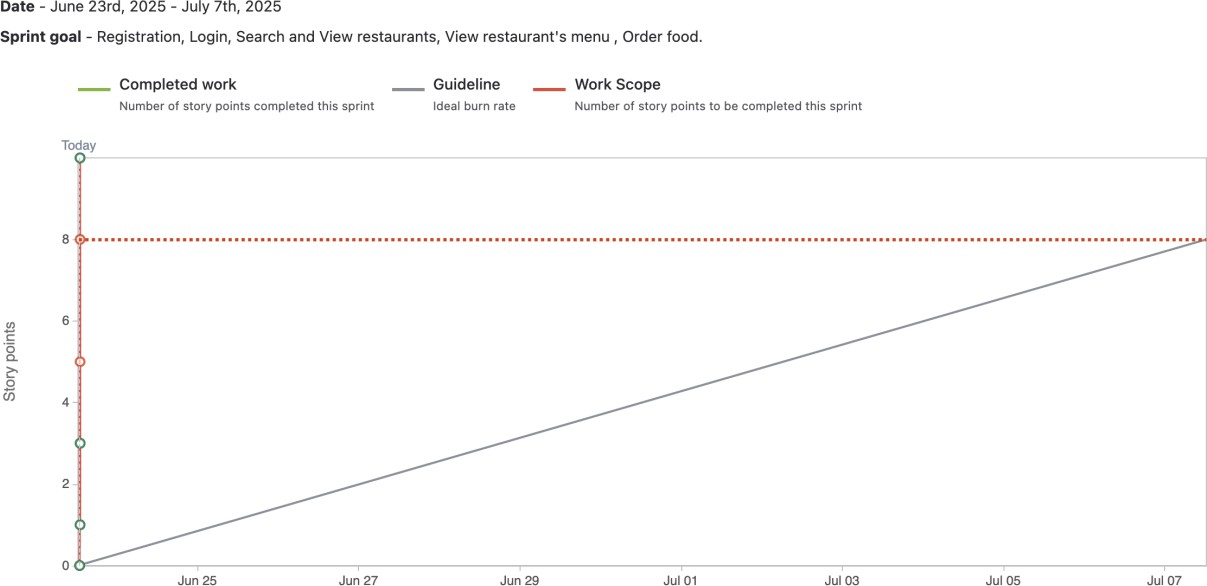 Date - June 23rd, 2025 - July 7th, 2025
Sprint goal - Registration, Login, Search and View restaurants, View restaurant's menu , Order food.
Completed work Guideline Work Scope
Number of story points completed this sprint Ideal burn rate Number of story points to be completed this sprint
Today
8
6
4
2
0
Story points
Jun 25 Jun 27 Jun 29 Jul 01 Jul 03 Jul 05 Jul 07